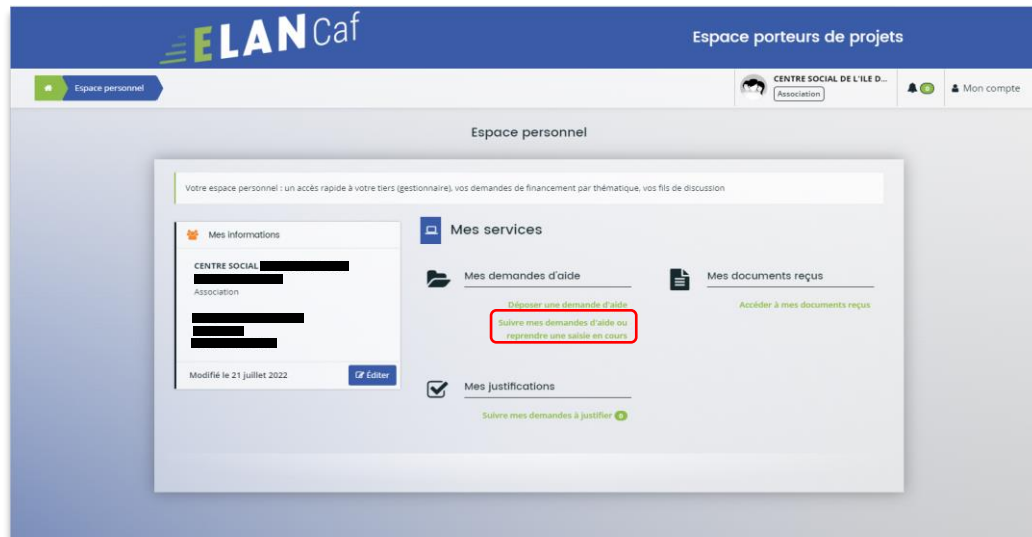 ELAN Caf
Espace porteurs de projets
Espace personnel
CENTRE SOCIAL DE L'ILE D...
Association
0
Mon compte
Espace personnel
Votre espace personnel : un accès rapide à votre tiers (gestionnaire), vos demandes de financement par thématique, vos fils de discussion
Mes informations
CENTRE SOCIAL
Association
Modifié le 21 juillet 2022
Éditer
Mes services
Mes demandes d'aide
Déposer une demande d'aide
Suivre mes demandes d'aide ou
reprendre une saisie en cours
Mes documents reçus
Accéder à mes documents reçus
Mes justifications
Suivre mes demandes à justifier 0